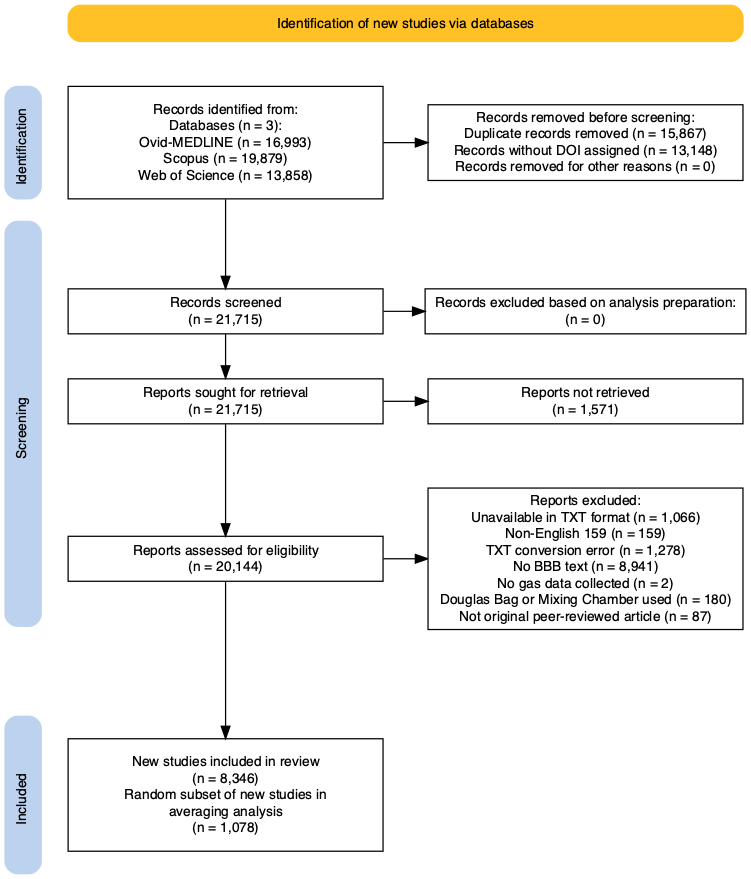 Identification of new studies via databases
Identification
Records identified from:
Databases (n = 3):
Ovid-MEDLINE (n = 16,993)
Scopus (n = 19,879)
Web of Science (n = 13,858)
Records removed before screening:
Duplicate records removed (n = 15,867)
Records without DOI assigned (n = 13,148)
Records removed for other reasons (n = 0)
Screening
Records screened
(n = 21,715)
Records excluded based on analysis preparation:
(n = 0)
Reports sought for retrieval
(n = 21,715)
Reports not retrieved
(n = 1,571)
Reports assessed for eligibility
(n = 20,144)
Reports excluded:
Unavailable in TXT format (n = 1,066)
Non-English 159 (n = 159)
TXT conversion error (n = 1,278)
No BBB text (n = 8,941)
No gas data collected (n = 2)
Douglas Bag or Mixing Chamber used (n = 180)
Not original peer-reviewed article (n = 87)
Included
New studies included in review
(n = 8,346)
Random subset of new studies in
averaging analysis
(n = 1,078)